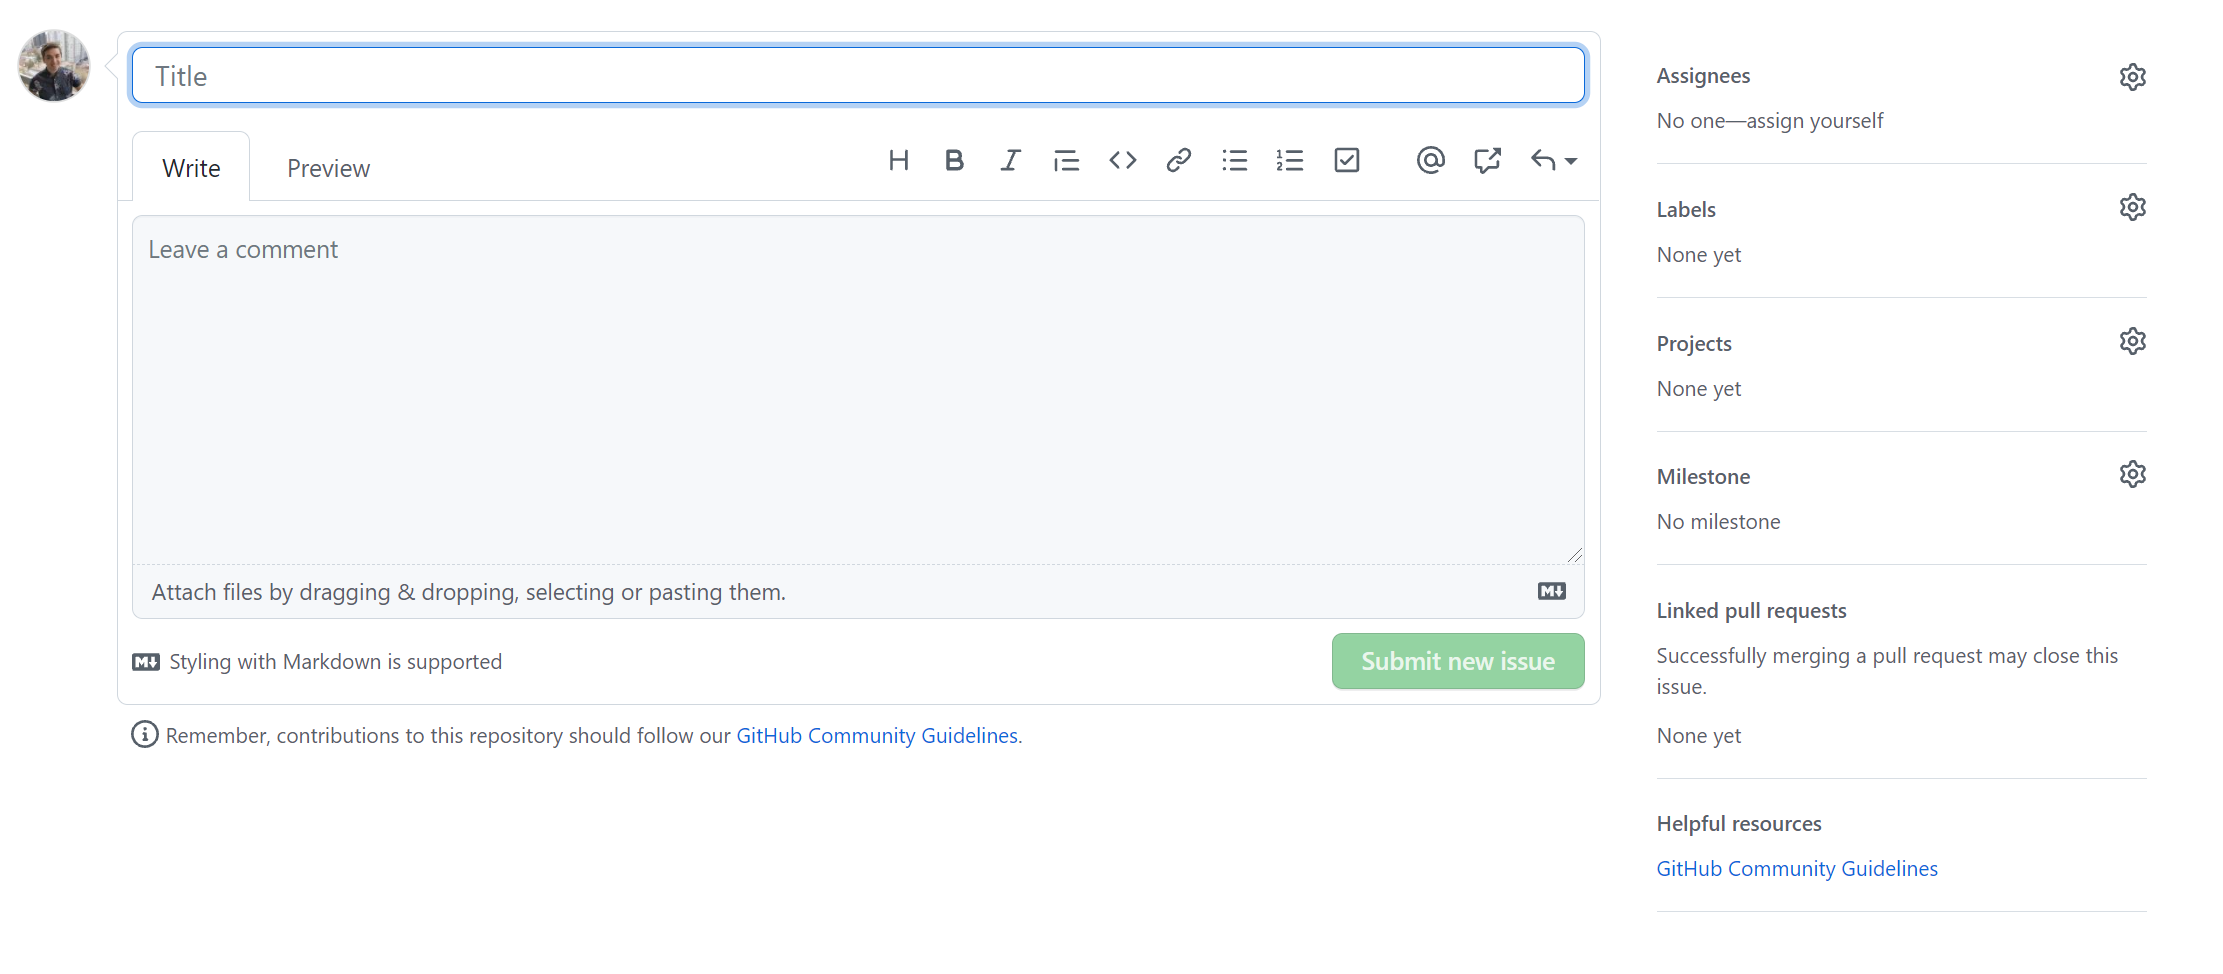 Title
Write
Preview
Leave a comment
Attach files by dragging & dropping, selecting or pasting them.
Styling with Markdown is supported
Submit new issue
Remember, contributions to this repository should follow our GitHub Community Guidelines.
Assignees
No one—assign yourself
Labels
None yet
Projects
None yet
Milestone
No milestone
Linked pull requests
Successfully merging a pull request may close this
issue.
None yet
Helpful resources
GitHub Community Guidelines